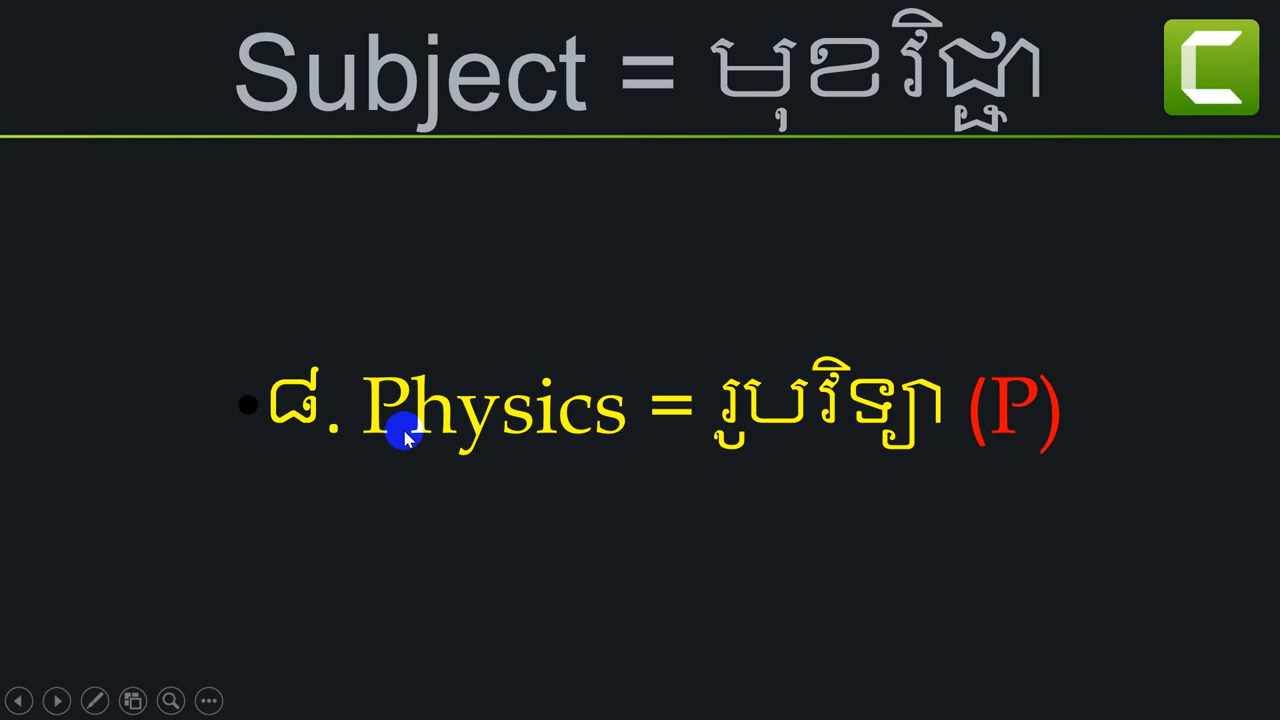 Subject = មុខវិជ្ជា
•៨. Physics = រូបវិទ្យា (P)